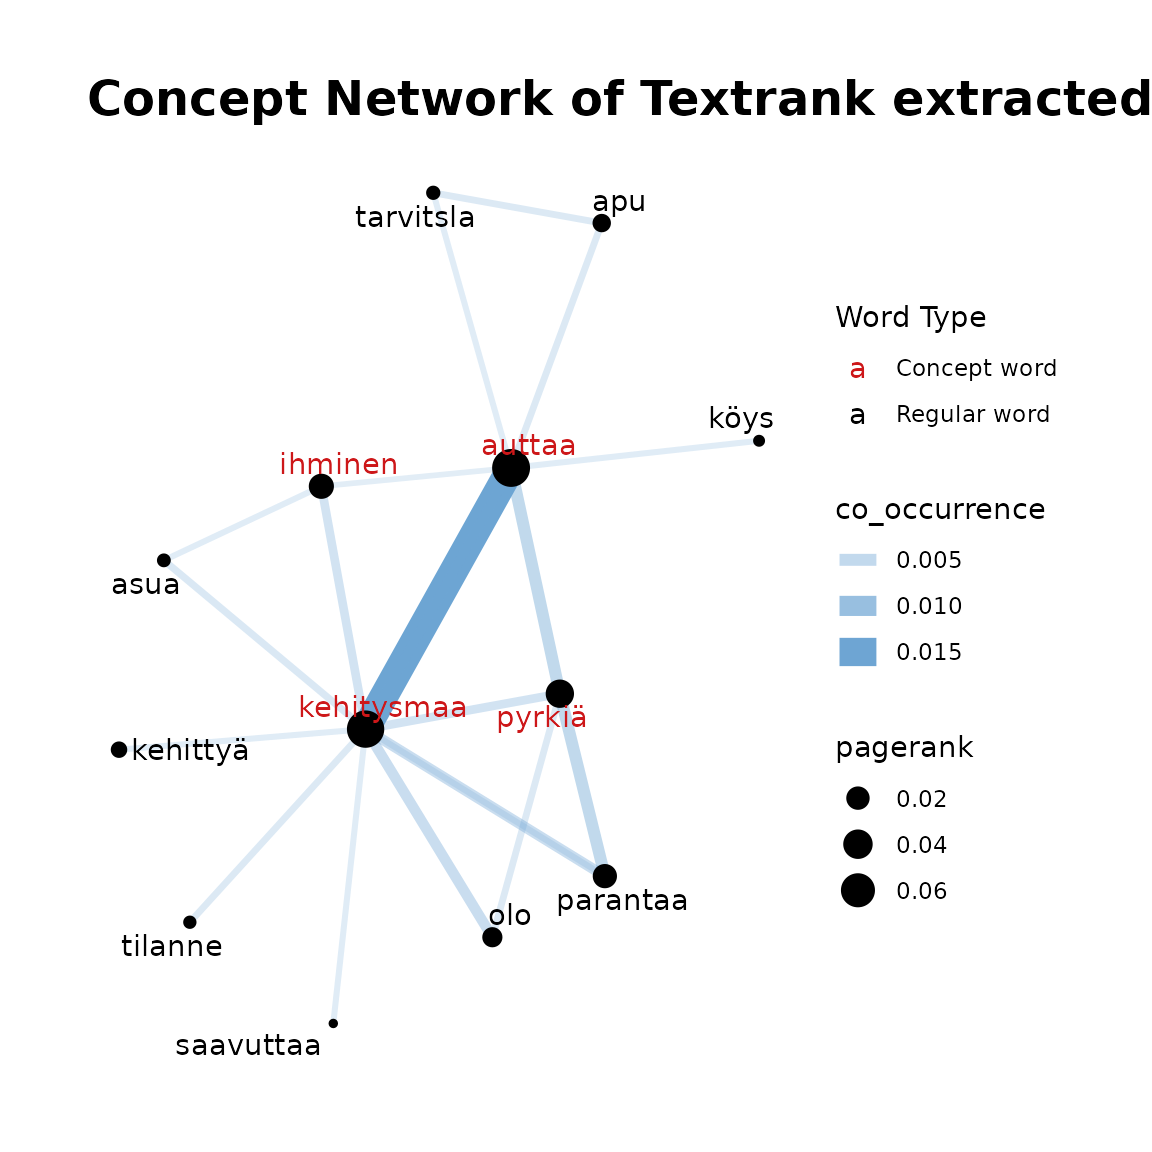 Concept Network of Textrank extracted
tarvitsla
apu
köys
auttaa
ihminen
asua
kehitysmaa
pyrkiä
kehittyä
parantaa
olo
tilanne
saavuttaa
Word Type
a Concept word
a Regular word
co_occurrence
0.005
0.010
0.015
pagerank
0.02
0.04
0.06